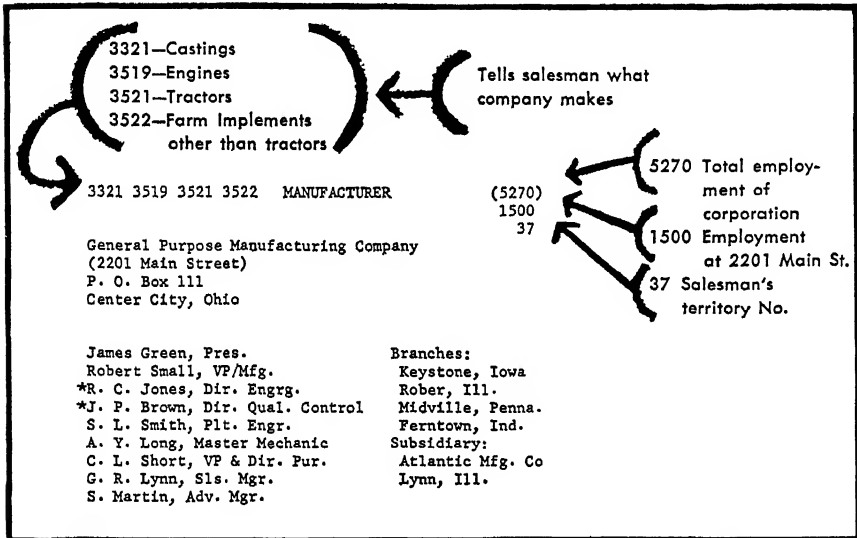 3321—Castings
3519—Engines
3521—Tractors
3522—Farm Implements
other than tractors
Tells salesman what
company makes
3321 3519 3521 3522 MANUFACTURER
(5270)
1500
37
5270 Total employ-
ment of
corporation
1500 Employment
at 2201 Main St.
37 Salesman's
territory No.
General Purpose Manufacturing Company
(2201 Main Street)
P. O. Box 111
Center City, Ohio
James Green, Pres.
Robert Small, VP/Mfg.
*R. C. Jones, Dir. Engrg.
*J. P. Brown, Dir. Qual. Control
S. L. Smith, Plt. Engr.
A. Y. Long, Master Mechanic
C. L. Short, VP & Dir. Pur.
G. R. Lynn, Sls. Mgr.
S. Martin, Adv. Mgr.
Branches:
Keystone, Iowa
Rober, Ill.
Midville, Penna.
Ferntown, Ind.
Subsidiary:
Atlantic Mfg. Co
Lynn, Ill.